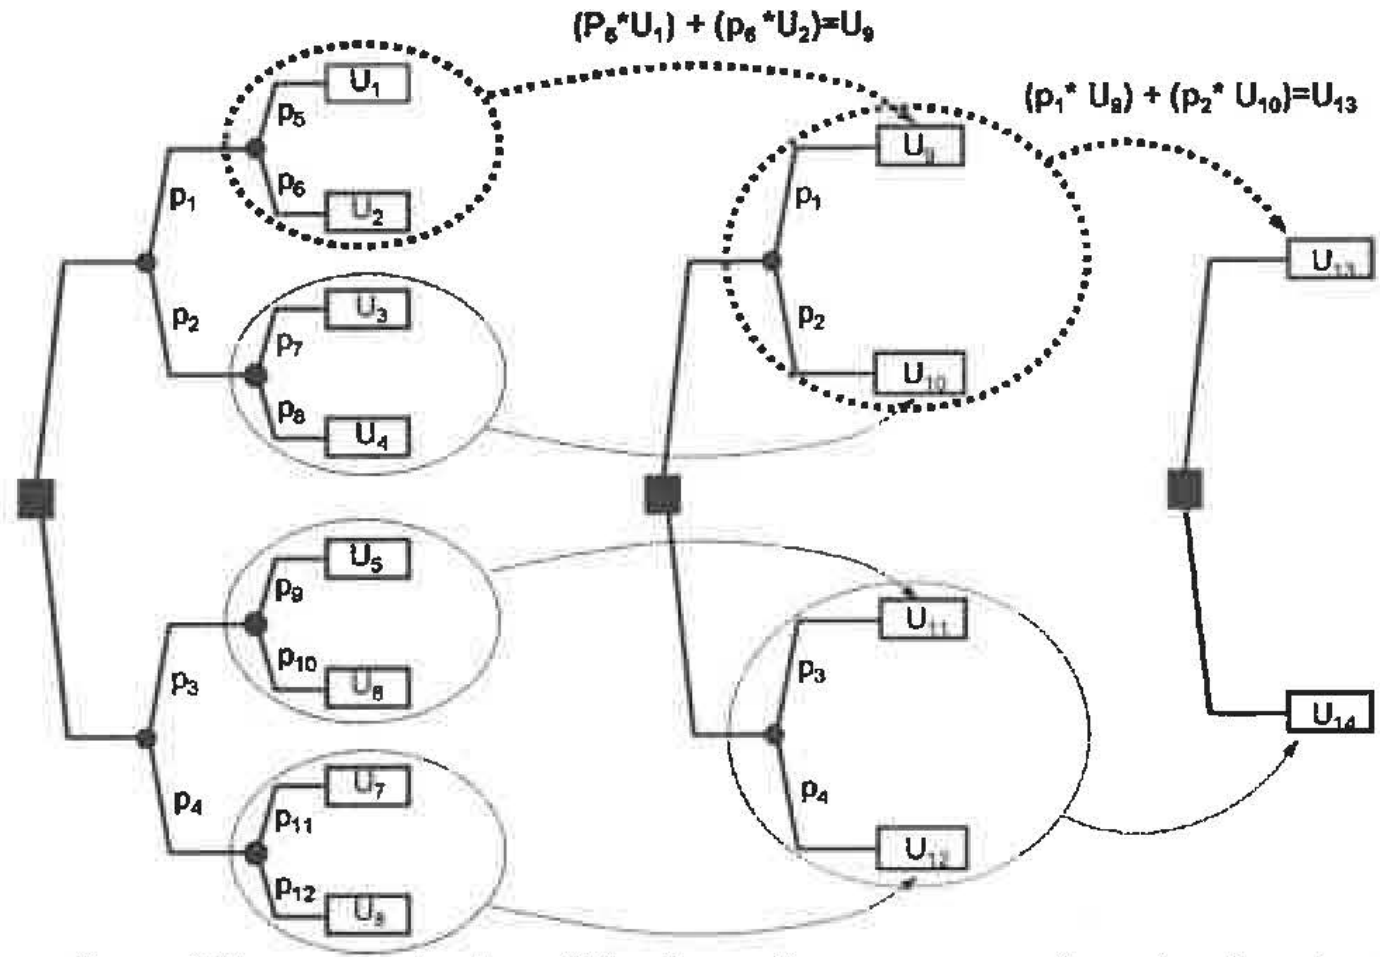 (P₅*U₁) + (p₆*U₂)=U₉
(p₁* U₉) + (p₂* U₁₀)=U₁₃
U₁
p₅
p₆
U₂
p₁
p₂
U₃
p₇
p₈
U₄
U₅
p₉
p₁₀
U₆
p₃
p₄
U₇
p₁₁
p₁₂
U₈
U₉
p₁
p₂
U₁₀
U₁₁
p₃
p₄
U₁₂
U₁₃
U₁₄